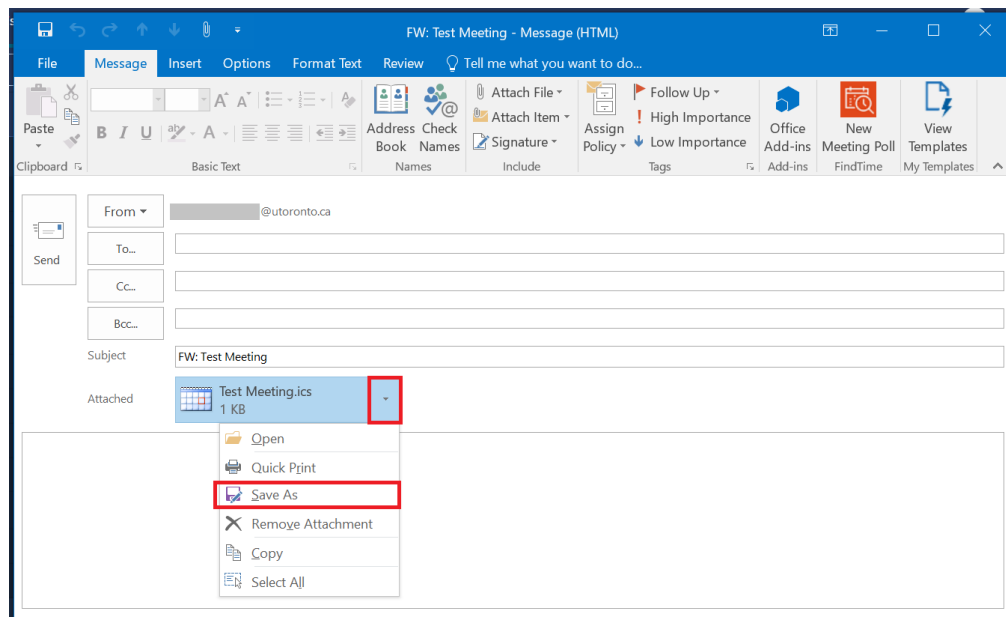 FW: Test Meeting - Message (HTML)
File Message Insert Options Format Text Review Tell me what you want to do...
Paste
Clipboard
B I U
Basic Text
Address Book
Check Names
Names
Attach File
Attach Item
Signature
Include
Assign Policy
Follow Up
High Importance
Low Importance
Tags
Office Add-ins
Add-ins
New Meeting Poll
FindTime
View Templates
My Templates
Send
From
@utoronto.ca
To...
Cc...
Bcc...
Subject FW: Test Meeting
Attached Test Meeting.ics
1 KB
Open
Quick Print
Save As
Remove Attachment
Copy
Select All